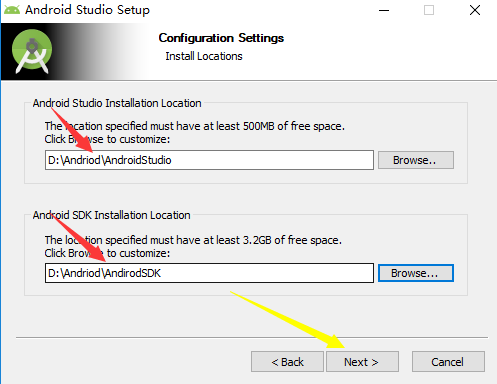 Android Studio Setup
Configuration Settings
Install Locations
Android Studio Installation Location
The location specified must have at least 500MB of free space.
Click Browse to customize:
D:\Andriod\AndroidStudio
Browse..
Android SDK Installation Location
The location specified must have at least 3.2GB of free space.
Click Browse to customize:
D:\Andriod\AndirodSDK
Browse...
< Back
Next >
Cancel